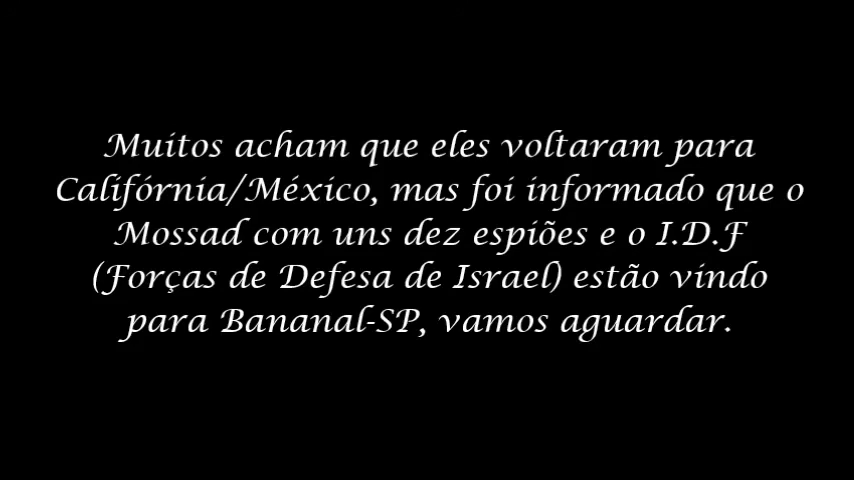 Muitos acham que eles voltaram para
Califórnia/México, mas foi informado que o
Mossad com uns dez espiões e o I.D.F
(Forças de Defesa de Israel) estão vindo
para Bananal-SP, vamos aguardar.